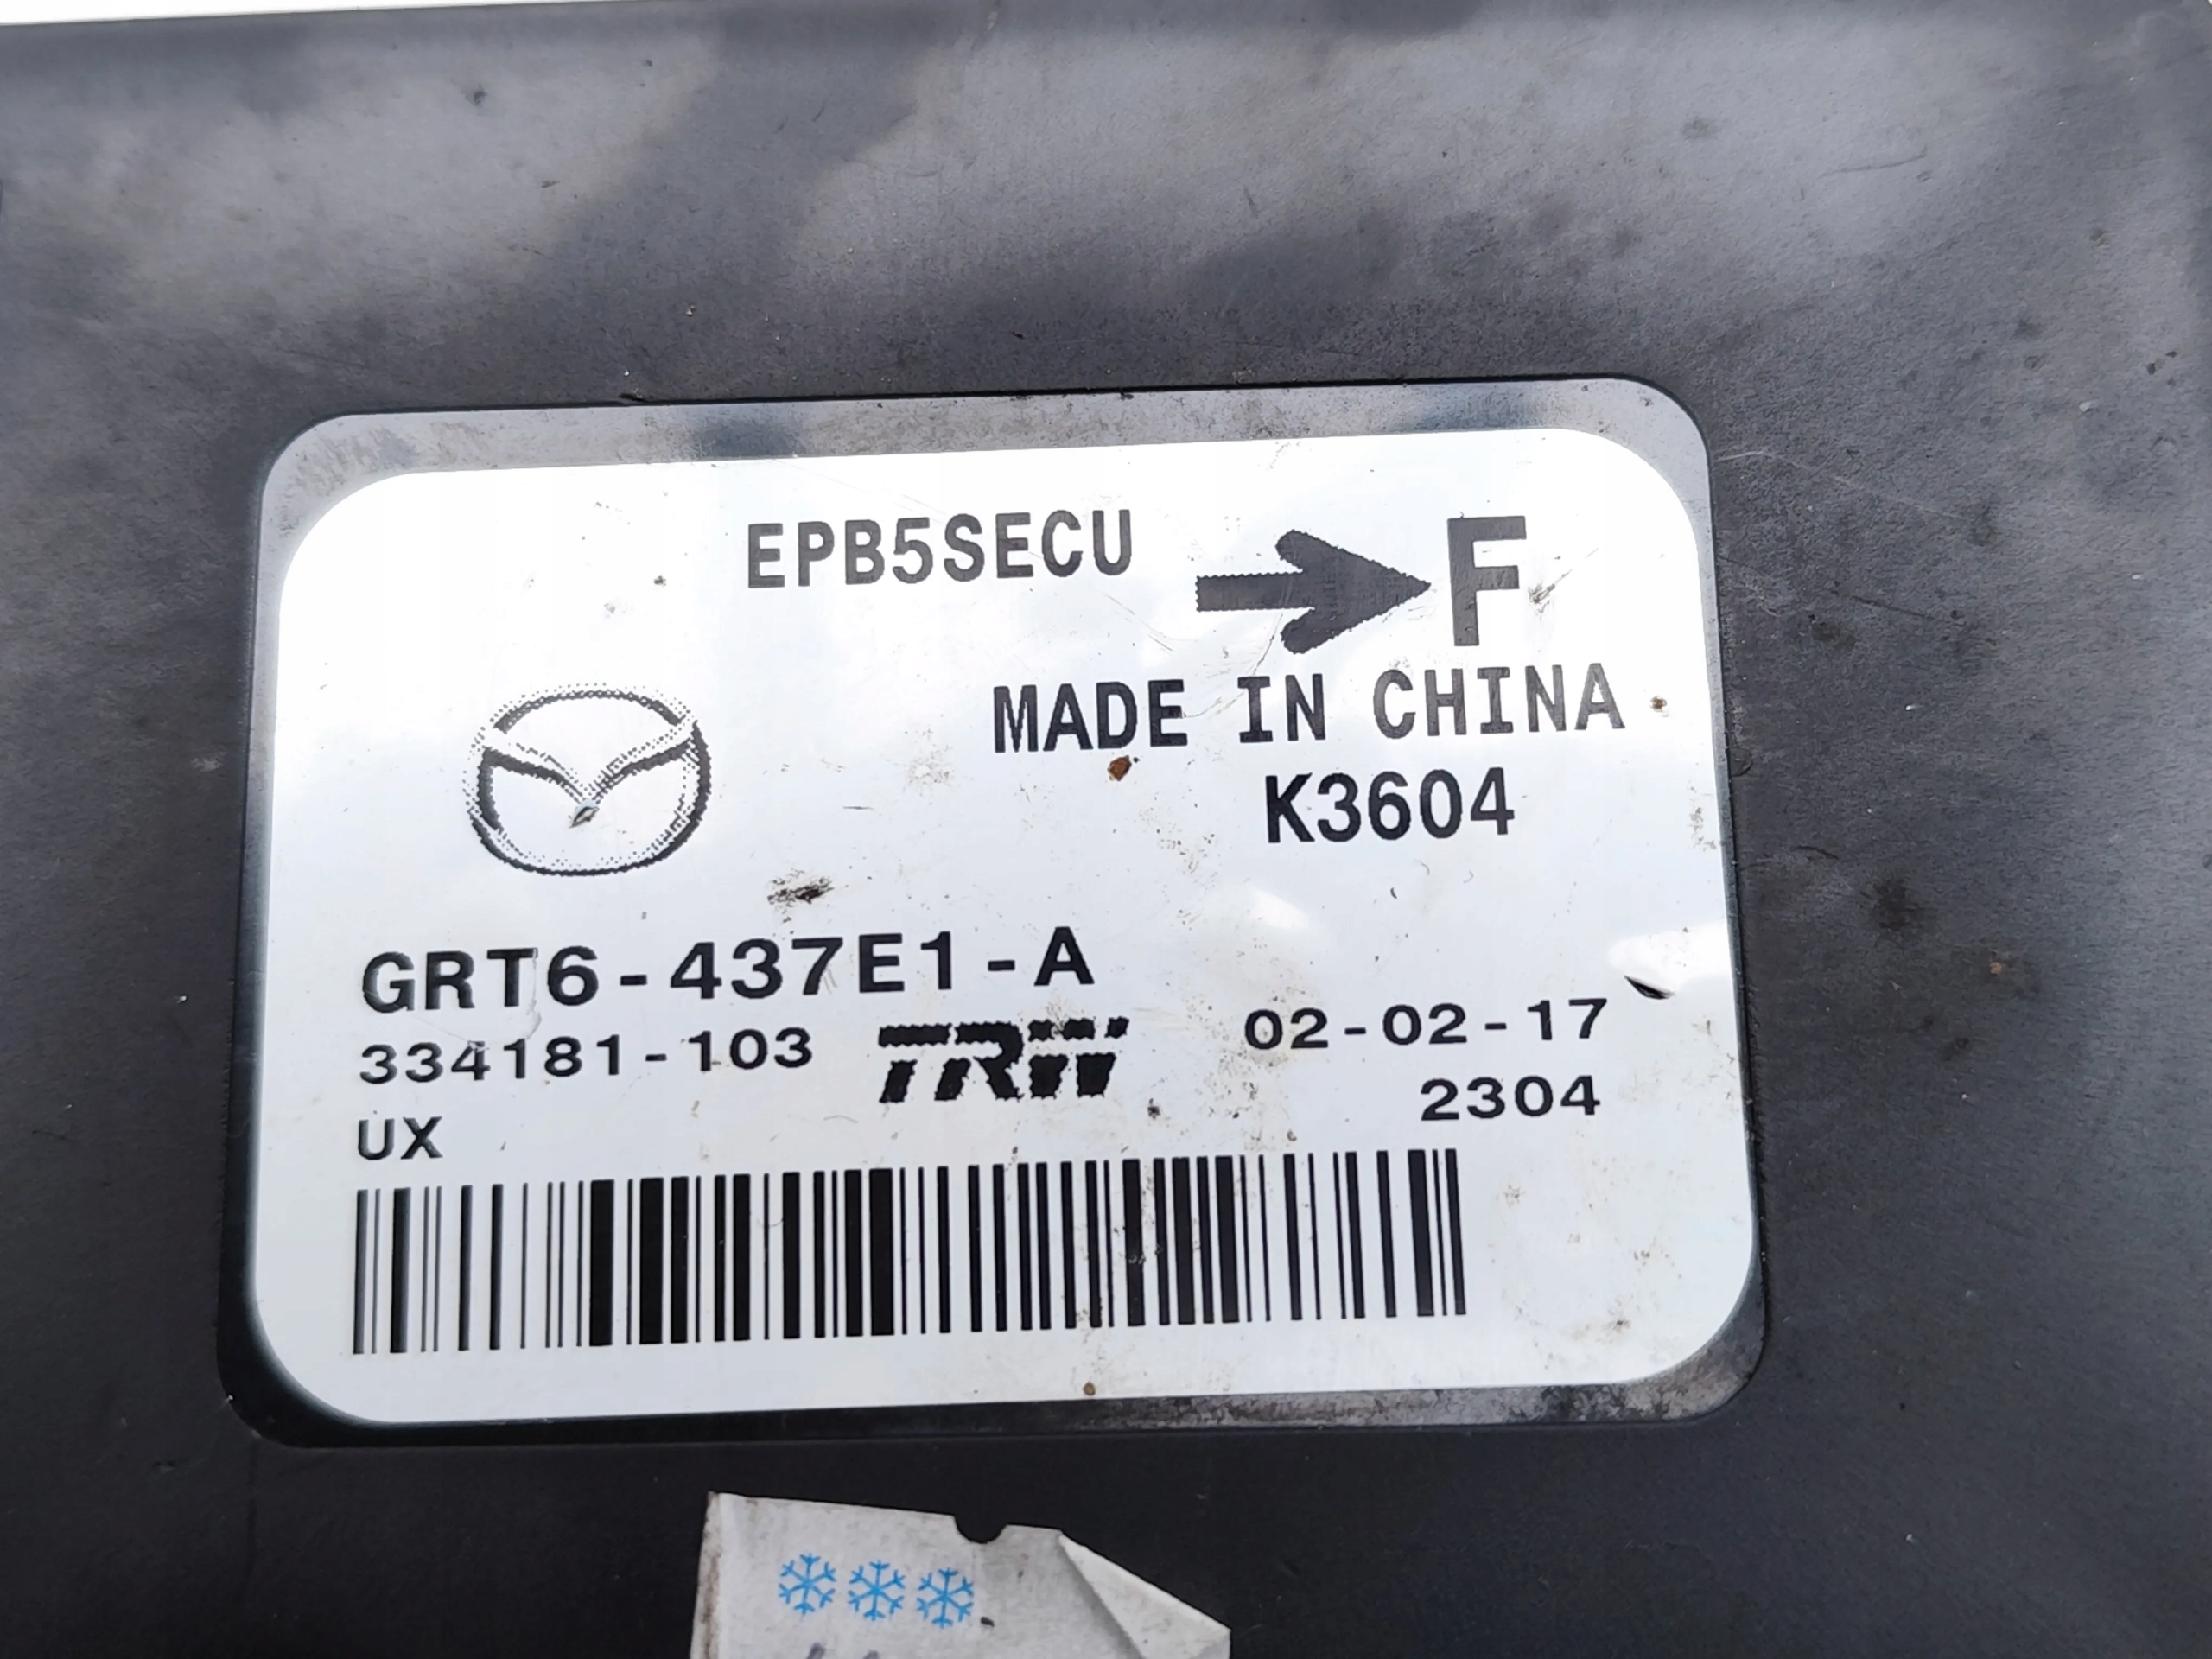 EPB5SECU
F
MADE IN CHINA
K3604
GRT6-437E1-A
334181-103
TRW
02-02-17
2304
UX